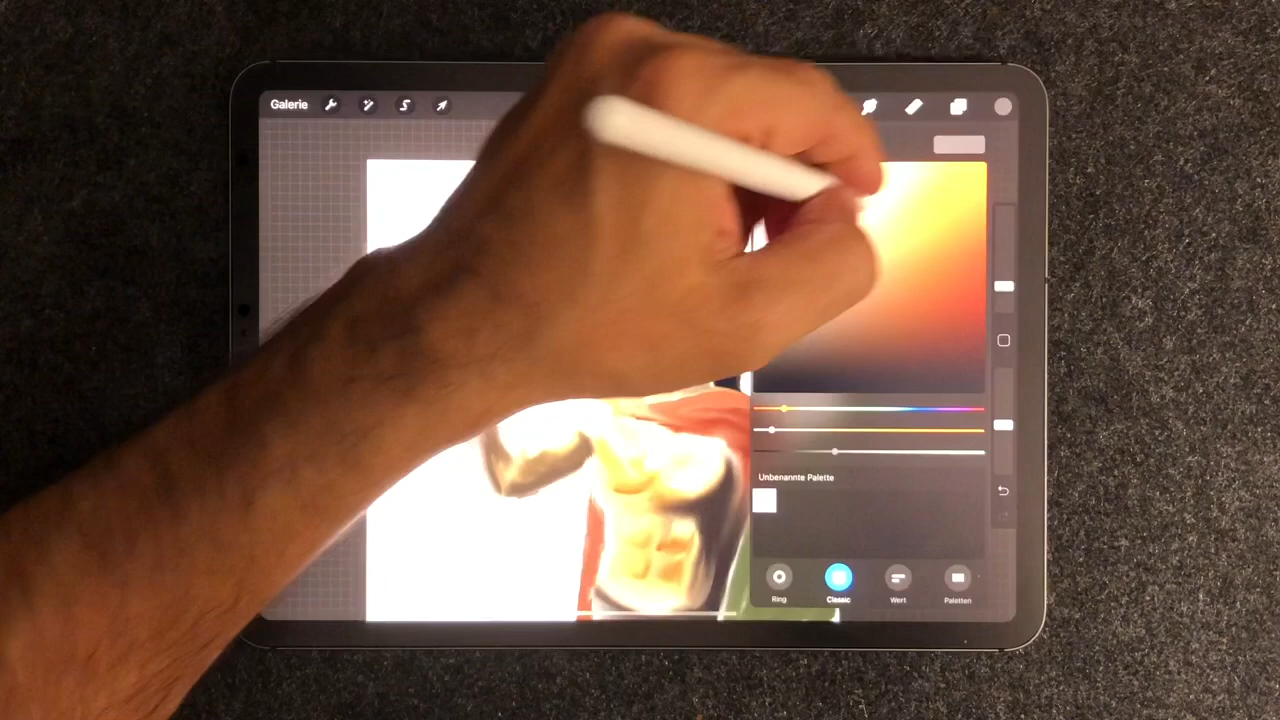 Galerie
Unbenannte Palette
Ring
Classic
Wert
Paletten